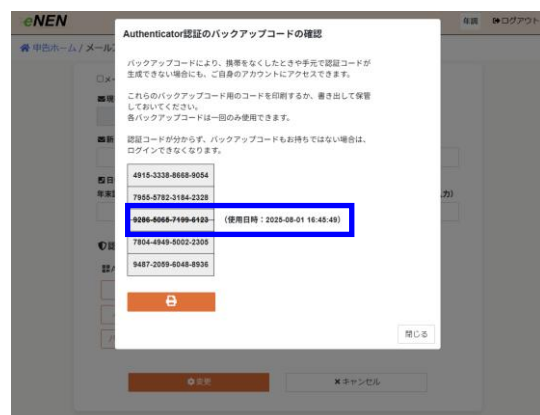 eNEN
年調 ログアウト
申告ホーム / メール
Authenticator認証のバックアップコードの確認
バックアップコードにより、携帯をなくしたときや手元で認証コードが
生成できない場合にも、ご自身のアカウントにアクセスできます。
これらのバックアップコード用のコードを印刷するか、書き出して保管
しておいてください。
各バックアップコードは一回のみ使用できます。
認証コードが分からず、バックアップコードもお持ちではない場合は、
ログインできなくなります。
4915-3338-8668-9054
7955-5782-3184-2328
9286-5065-7199-6123 (使用日時：2025-08-01 16:45:49)
7804-4949-5002-2305
9487-2059-6048-8936
閉じる
変更
キャンセル